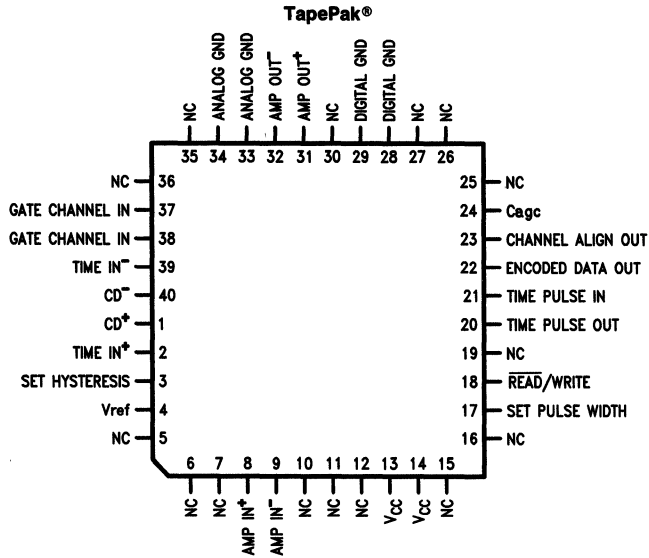 TapePak®
NC
ANALOG GND
ANALOG GND
AMP OUT⁻
AMP OUT⁺
NC
DIGITAL GND
DIGITAL GND
NC
NC
35 34 33 32 31 30 29 28 27 26
NC 36
GATE CHANNEL IN 37
GATE CHANNEL IN 38
TIME IN⁻ 39
CD⁻ 40
CD⁺ 1
TIME IN⁺ 2
SET HYSTERESIS 3
Vref 4
NC 5
25 NC
24 Cagc
23 CHANNEL ALIGN OUT
22 ENCODED DATA OUT
21 TIME PULSE IN
20 TIME PULSE OUT
19 NC
18 READ/WRITE
17 SET PULSE WIDTH
16 NC
6 7 8 9 10 11 12 13 14 15
NC
NC
AMP IN⁺
AMP IN⁻
NC
NC
NC
VCC
VCC
NC